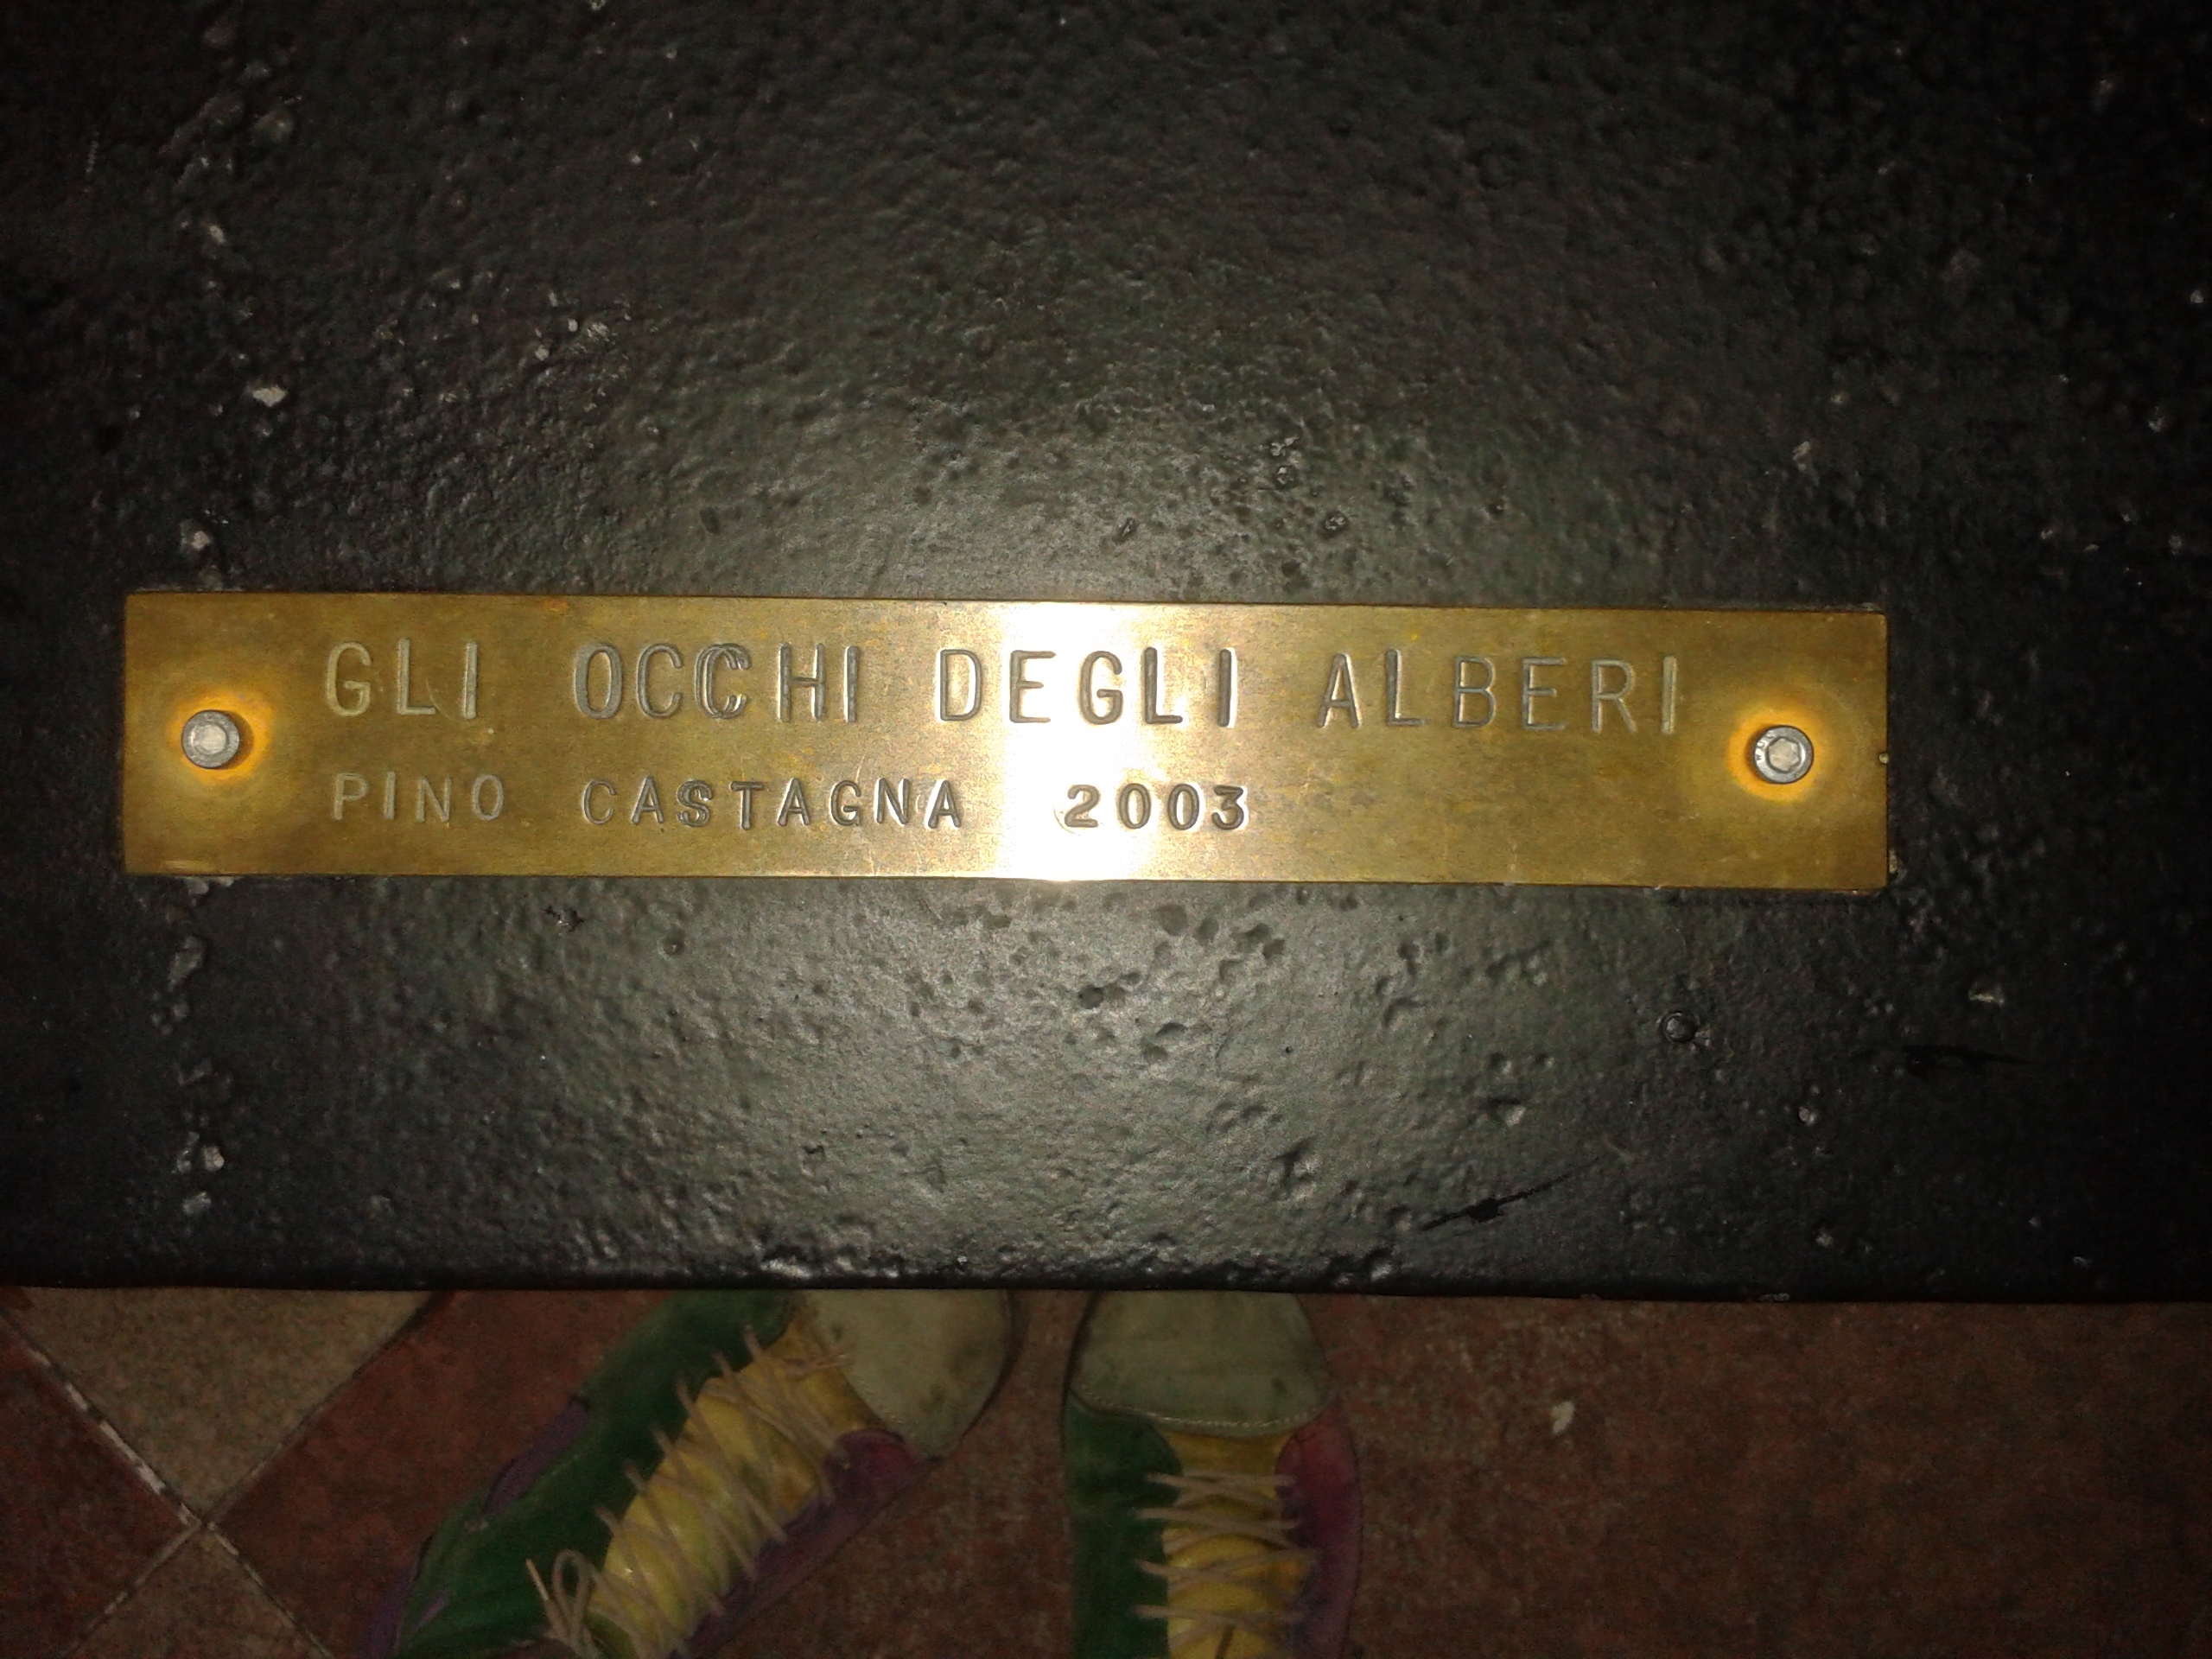 GLI OCCHI DEGLI ALBERI
PINO CASTAGNA 2003